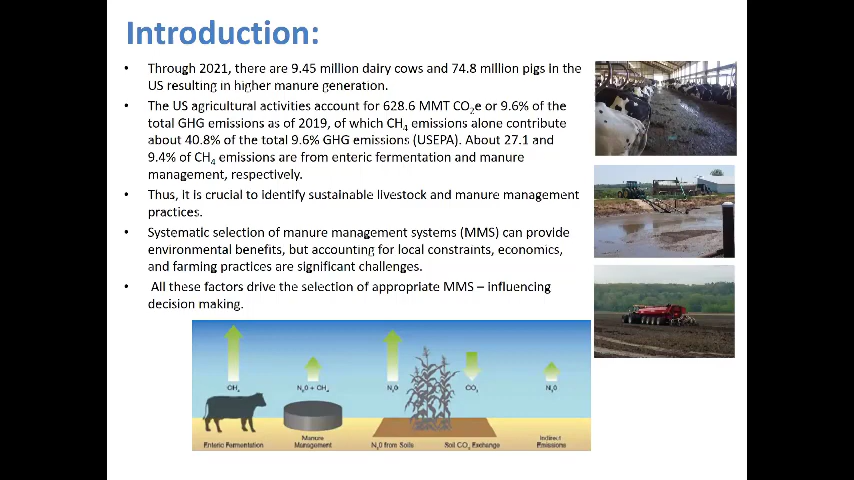 Introduction:
• Through 2021, there are 9.45 million dairy cows and 74.8 million pigs in the
US resulting in higher manure generation.
• The US agricultural activities account for 628.6 MMT CO₂e or 9.6% of the
total GHG emissions as of 2019, of which CH₄ emissions alone contribute
about 40.8% of the total 9.6% GHG emissions (USEPA). About 27.1 and
9.4% of CH₄ emissions are from enteric fermentation and manure
management, respectively.
• Thus, it is crucial to identify sustainable livestock and manure management
practices.
• Systematic selection of manure management systems (MMS) can provide
environmental benefits, but accounting for local constraints, economics,
and farming practices are significant challenges.
• All these factors drive the selection of appropriate MMS – influencing
decision making.
CH₄ N₂O + CH₄ N₂O CO₂ N₂O
Enteric Fermentation Manure Management N₂O from Soils Soil CO₂ Exchange Indirect Emissions